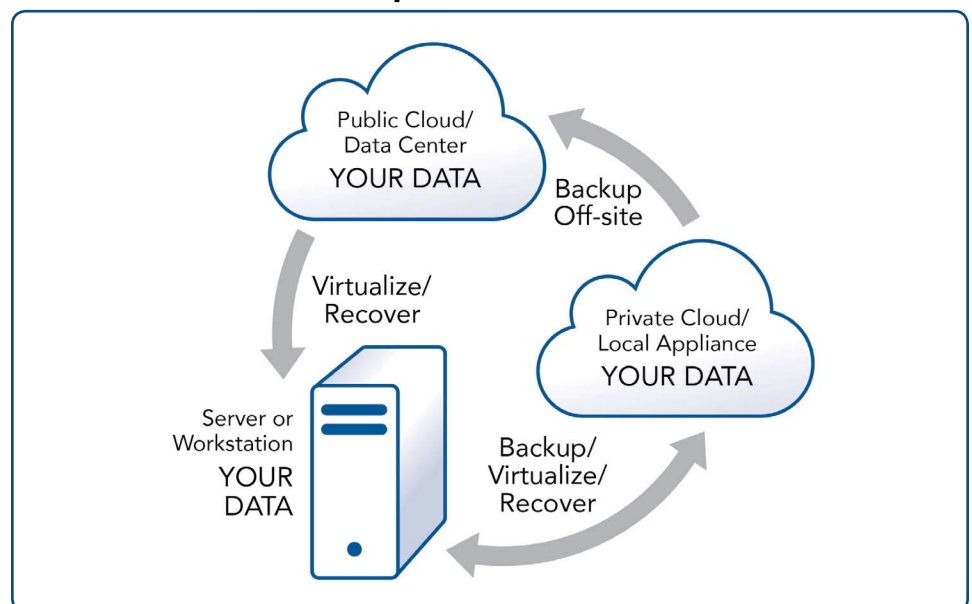 Public Cloud/
Data Center
YOUR DATA
Backup
Off-site
Virtualize/
Recover
Private Cloud/
Local Appliance
YOUR DATA
Server or
Workstation
YOUR
DATA
Backup/
Virtualize/
Recover